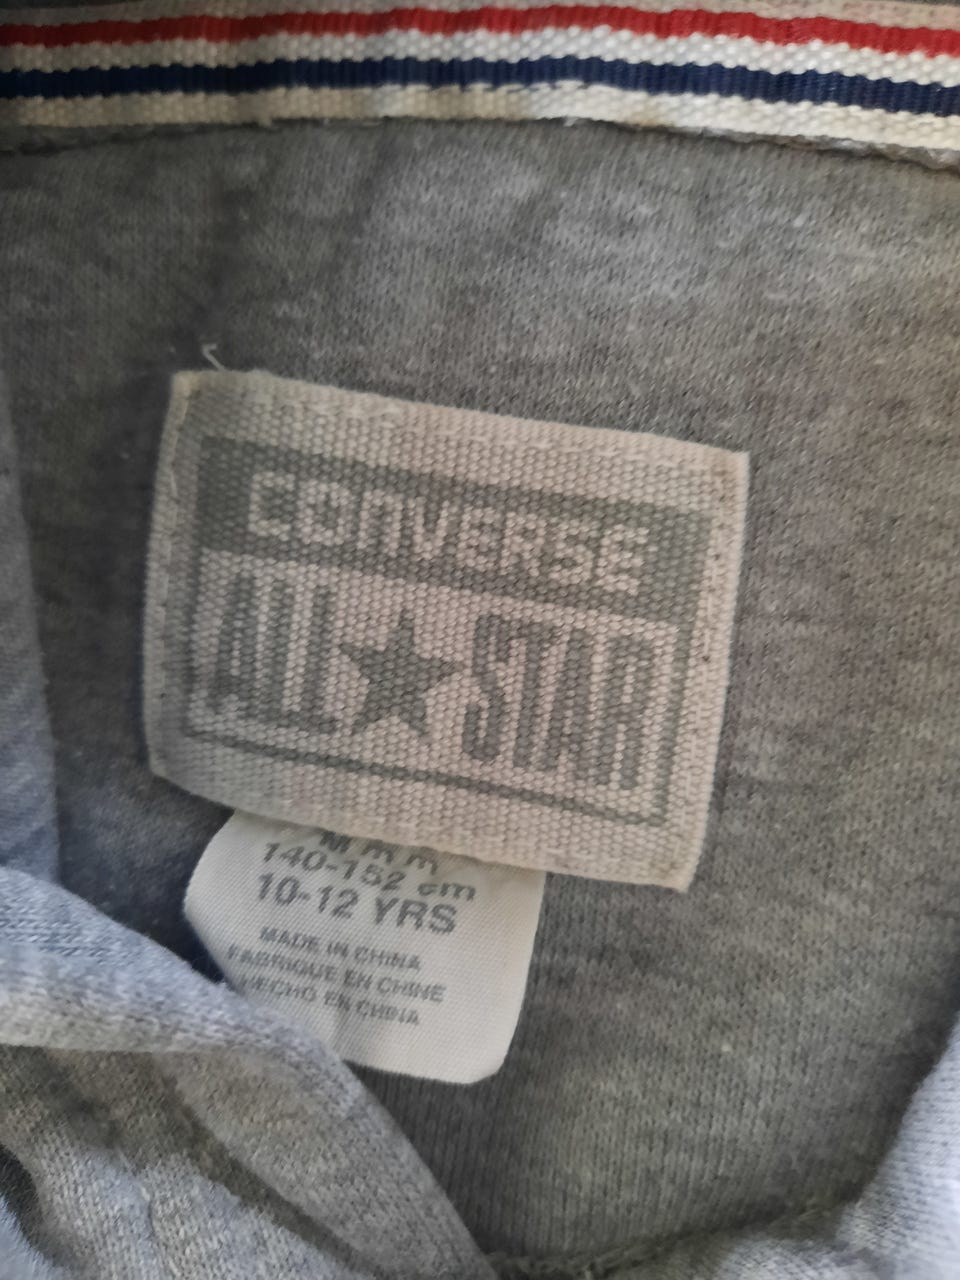 CONVERSE
ALL STAR
M M M
140-152 cm
10-12 YRS
MADE IN CHINA
FABRIQUE EN CHINE
HECHO EN CHINA